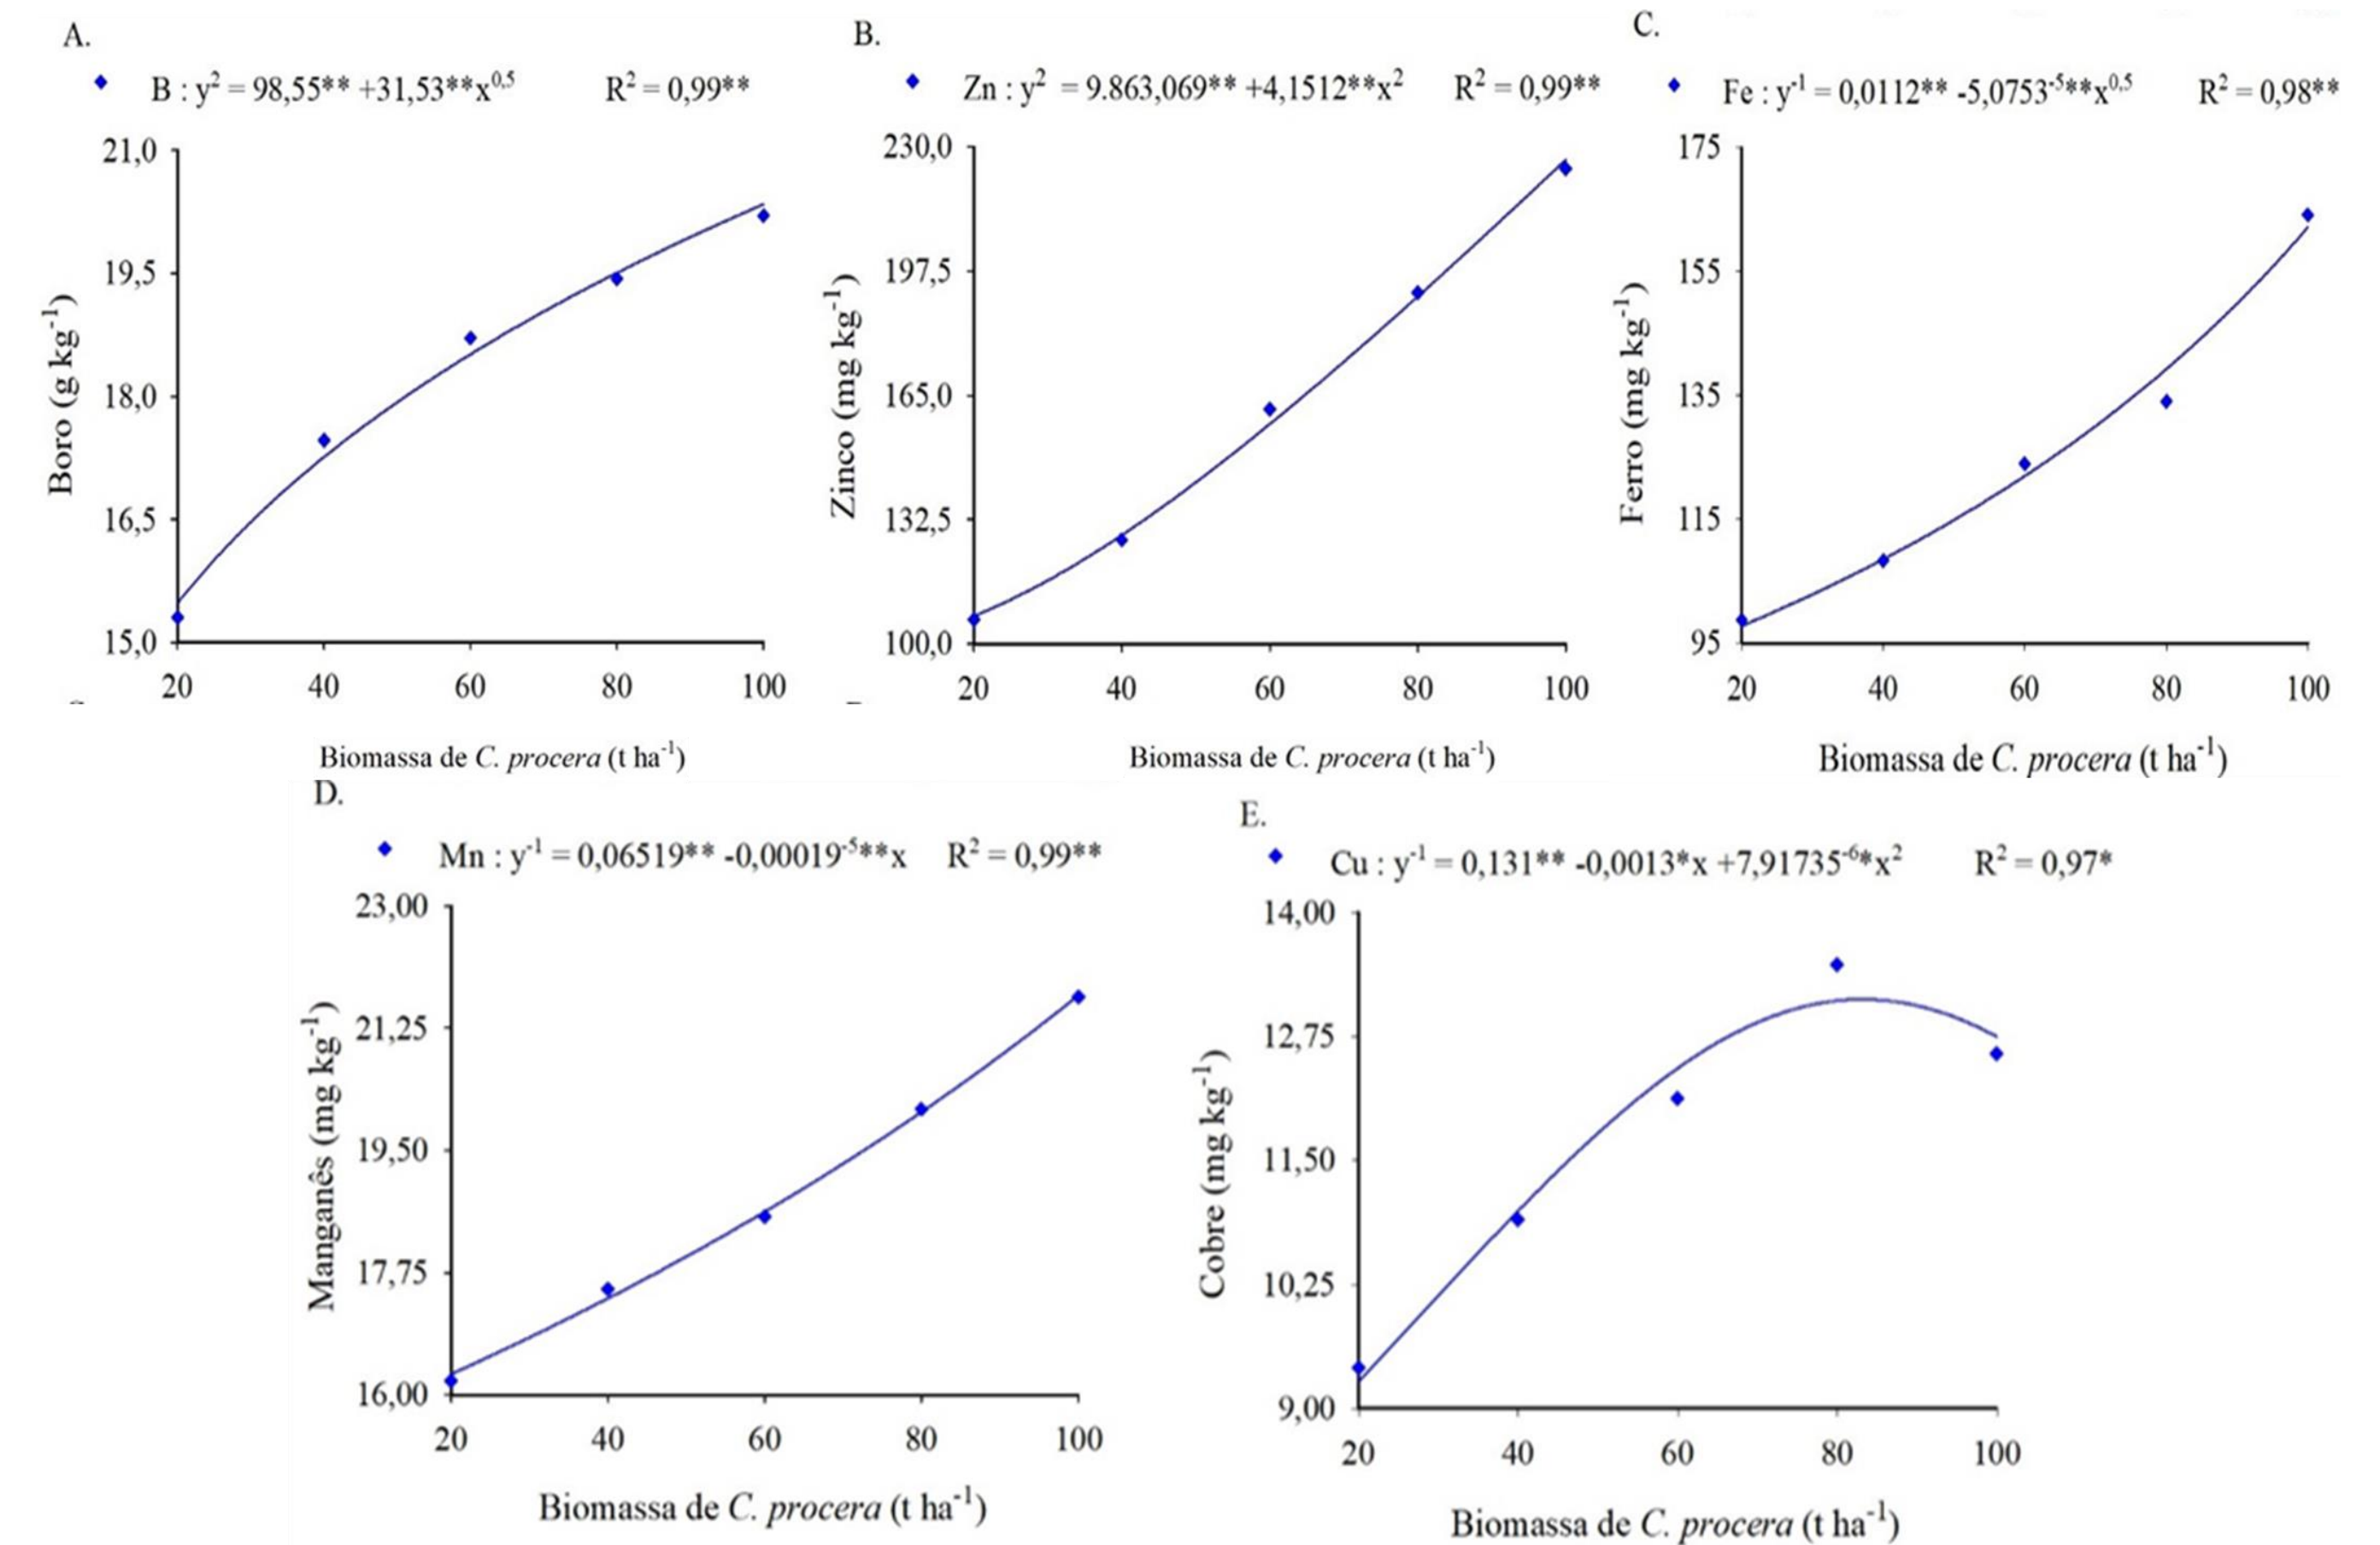 A.
B : y² = 98,55** +31,53**x^0,5 R² = 0,99**
21,0
19,5
18,0
16,5
15,0
Boro (g kg⁻¹)
20 40 60 80 100
Biomassa de C. procera (t ha⁻¹)
B.
Zn : y² = 9.863,069** +4,1512**x² R² = 0,99**
230,0
197,5
165,0
132,5
100,0
Zinco (mg kg⁻¹)
20 40 60 80 100
Biomassa de C. procera (t ha⁻¹)
C.
Fe : y⁻¹ = 0,0112** -5,0753⁻⁵**x^0,5 R² = 0,98**
175
155
135
115
95
Ferro (mg kg⁻¹)
20 40 60 80 100
Biomassa de C. procera (t ha⁻¹)
D.
Mn : y⁻¹ = 0,06519** -0,00019⁻⁵**x R² = 0,99**
23,00
21,25
19,50
17,75
16,00
Manganês (mg kg⁻¹)
20 40 60 80 100
Biomassa de C. procera (t ha⁻¹)
E.
Cu : y⁻¹ = 0,131** -0,0013*x +7,91735⁻⁶*x² R² = 0,97*
14,00
12,75
11,50
10,25
9,00
Cobre (mg kg⁻¹)
20 40 60 80 100
Biomassa de C. procera (t ha⁻¹)